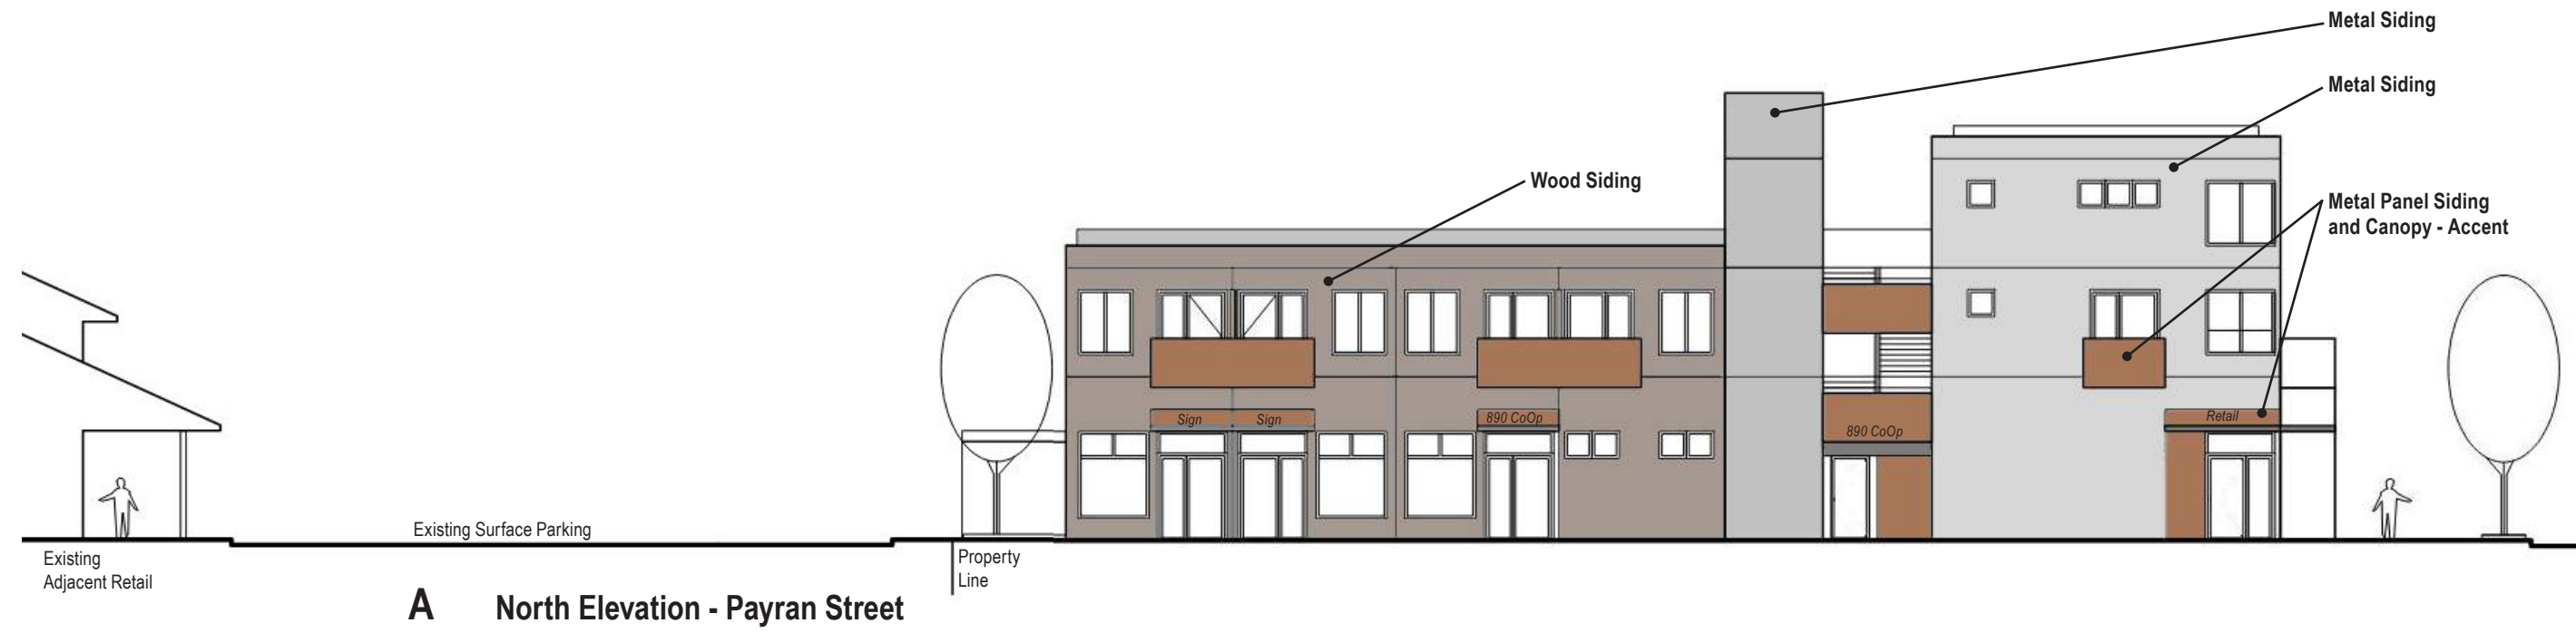 Metal Siding
Metal Siding
Wood Siding
Metal Panel Siding
and Canopy - Accent
Sign
Sign
890 CoOp
890 CoOp
Retail
Existing Surface Parking
Existing
Adjacent Retail
Property
Line
A North Elevation - Payran Street